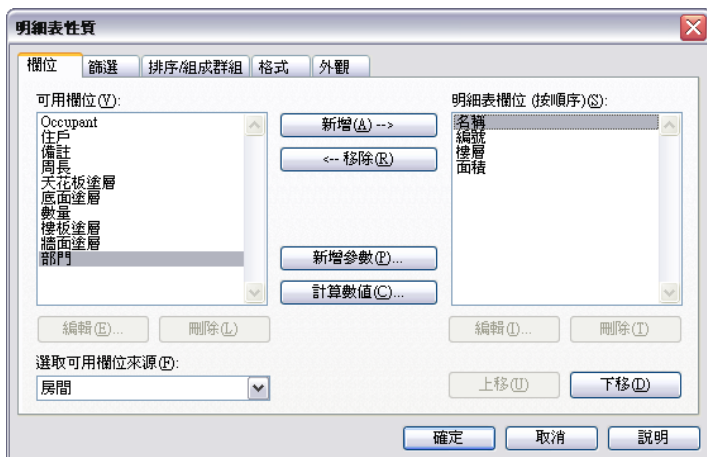 明細表性質
欄位 篩選 排序/組成群組 格式 外觀
可用欄位(V):
Occupant
住戶
備註
周長
天花板塗層
底面塗層
數量
樓板塗層
牆面塗層
部門
新增(A) -->
<-- 移除(R)
新增參數(P)...
計算數值(C)...
明細表欄位 (按順序)(S):
名稱
編號
樓層
面積
編輯(E)... 刪除(L)
編輯(I)... 刪除(T)
選取可用欄位來源(F):
房間
上移(U) 下移(D)
確定 取消 說明